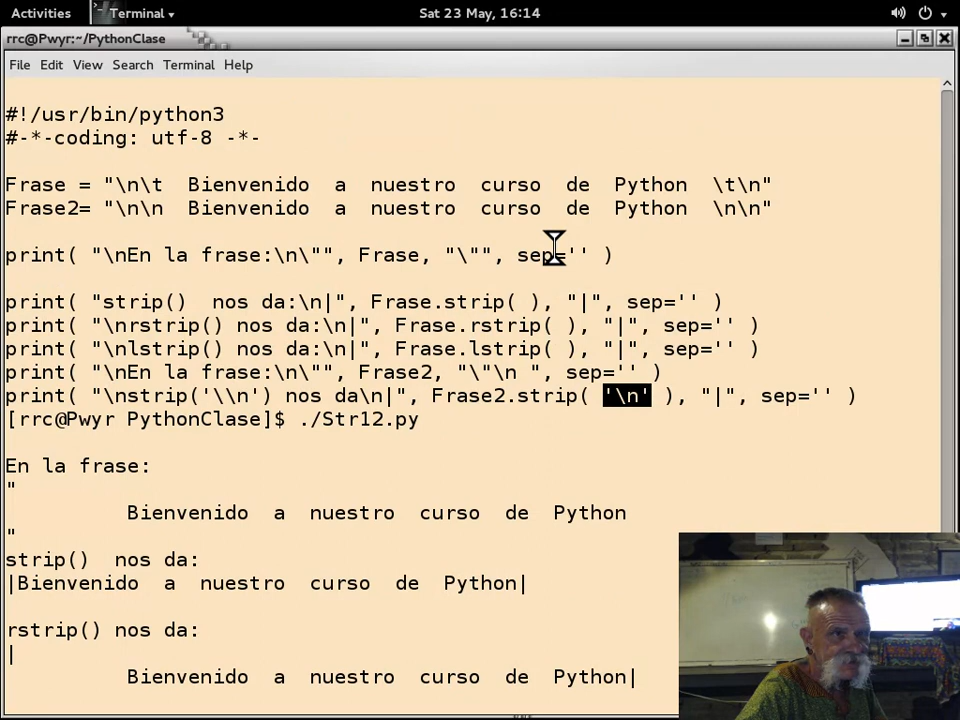 Activities Terminal Sat 23 May, 16:14
rrc@Pwyr:~/PythonClase
File Edit View Search Terminal Help
#!/usr/bin/python3
#-*-coding: utf-8 -*-
Frase = "\n\t  Bienvenido  a  nuestro  curso  de  Python  \t\n"
Frase2= "\n\n  Bienvenido  a  nuestro  curso  de  Python  \n\n"
print( "\nEn la frase:\n\"", Frase, "\"", sep='' )
print( "strip()  nos da:\n|", Frase.strip( ), "|", sep='' )
print( "\nrstrip() nos da:\n|", Frase.rstrip( ), "|", sep='' )
print( "\nlstrip() nos da:\n|", Frase.lstrip( ), "|", sep='' )
print( "\nEn la frase:\n\"", Frase2, "\"\n ", sep='' )
print( "\nstrip('\\n') nos da\n|", Frase2.strip( '\n' ), "|", sep='' )
[rrc@Pwyr PythonClase]$ ./Str12.py
En la frase:
"
Bienvenido  a  nuestro  curso  de  Python
"
strip()  nos da:
|Bienvenido  a  nuestro  curso  de  Python|
rstrip() nos da:
|
Bienvenido  a  nuestro  curso  de  Python|